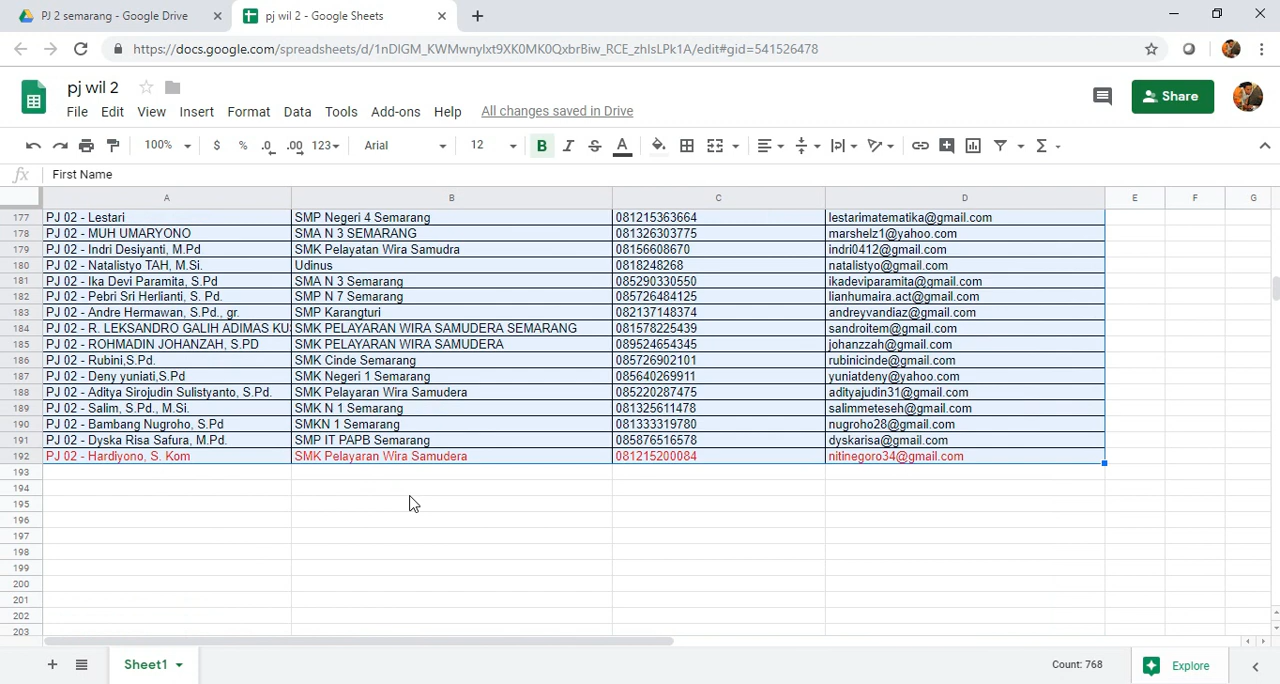 PJ 2 semarang - Google Drive
pj wil 2 - Google Sheets
https://docs.google.com/spreadsheets/d/1nDlGM_KWMwnylxt9XK0MK0QxbrBiw_RCE_zhIsLPk1A/edit#gid=541526478
pj wil 2
File Edit View Insert Format Data Tools Add-ons Help All changes saved in Drive
Share
100% $ % .0 .00 123 Arial 12 B I S A Σ
fx First Name
A B C D E F G
177 PJ 02 - Lestari SMP Negeri 4 Semarang 081215363664 lestarimatematika@gmail.com
178 PJ 02 - MUH UMARYONO SMA N 3 SEMARANG 081326303775 marshelz1@yahoo.com
179 PJ 02 - Indri Desiyanti, M.Pd SMK Pelayatan Wira Samudra 08156608670 indri0412@gmail.com
180 PJ 02 - Natalistyo TAH, M.Si. Udinus 0818248268 natalistyo@gmail.com
181 PJ 02 - Ika Devi Paramita, S.Pd SMA N 3 Semarang 085290330550 ikadeviparamita@gmail.com
182 PJ 02 - Pebri Sri Herlianti, S. Pd. SMP N 7 Semarang 085726484125 lianhumaira.act@gmail.com
183 PJ 02 - Andre Hermawan, S.Pd., gr. SMP Karangturi 082137148374 andreyvandiaz@gmail.com
184 PJ 02 - R. LEKSANDRO GALIH ADIMAS KUS SMK PELAYARAN WIRA SAMUDERA SEMARANG 081578225439 sandroitem@gmail.com
185 PJ 02 - ROHMADIN JOHANZAH, S.PD SMK PELAYARAN WIRA SAMUDERA 089524654345 johanzzah@gmail.com
186 PJ 02 - Rubini,S.Pd. SMK Cinde Semarang 085726902101 rubinicinde@gmail.com
187 PJ 02 - Deny yuniati,S.Pd SMK Negeri 1 Semarang 085640269911 yuniatdeny@yahoo.com
188 PJ 02 - Aditya Sirojudin Sulistyanto, S.Pd. SMK Pelayaran Wira Samudera 085220287475 adityajudin31@gmail.com
189 PJ 02 - Salim, S.Pd., M.Si. SMK N 1 Semarang 081325611478 salimmeteseh@gmail.com
190 PJ 02 - Bambang Nugroho, S.Pd SMKN 1 Semarang 081333319780 nugroho28@gmail.com
191 PJ 02 - Dyska Risa Safura, M.Pd. SMP IT PAPB Semarang 085876516578 dyskarisa@gmail.com
192 PJ 02 - Hardiyono, S. Kom SMK Pelayaran Wira Samudera 081215200084 nitinegoro34@gmail.com
193
194
195
196
197
198
199
200
201
202
203
Sheet1 Count: 768 Explore